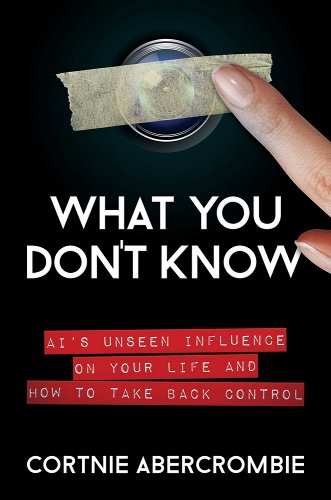 WHAT YOU
DON'T KNOW
AI'S UNSEEN INFLUENCE
ON YOUR LIFE AND
HOW TO TAKE BACK CONTROL
CORTNIE ABERCROMBIE